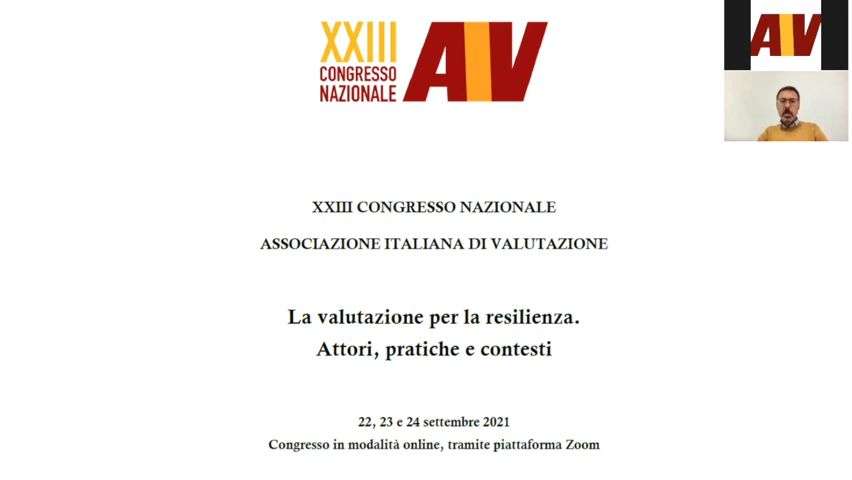 XXIII
CONGRESSO
NAZIONALE
AIV
AIV
XXIII CONGRESSO NAZIONALE
ASSOCIAZIONE ITALIANA DI VALUTAZIONE
La valutazione per la resilienza.
Attori, pratiche e contesti
22, 23 e 24 settembre 2021
Congresso in modalità online, tramite piattaforma Zoom